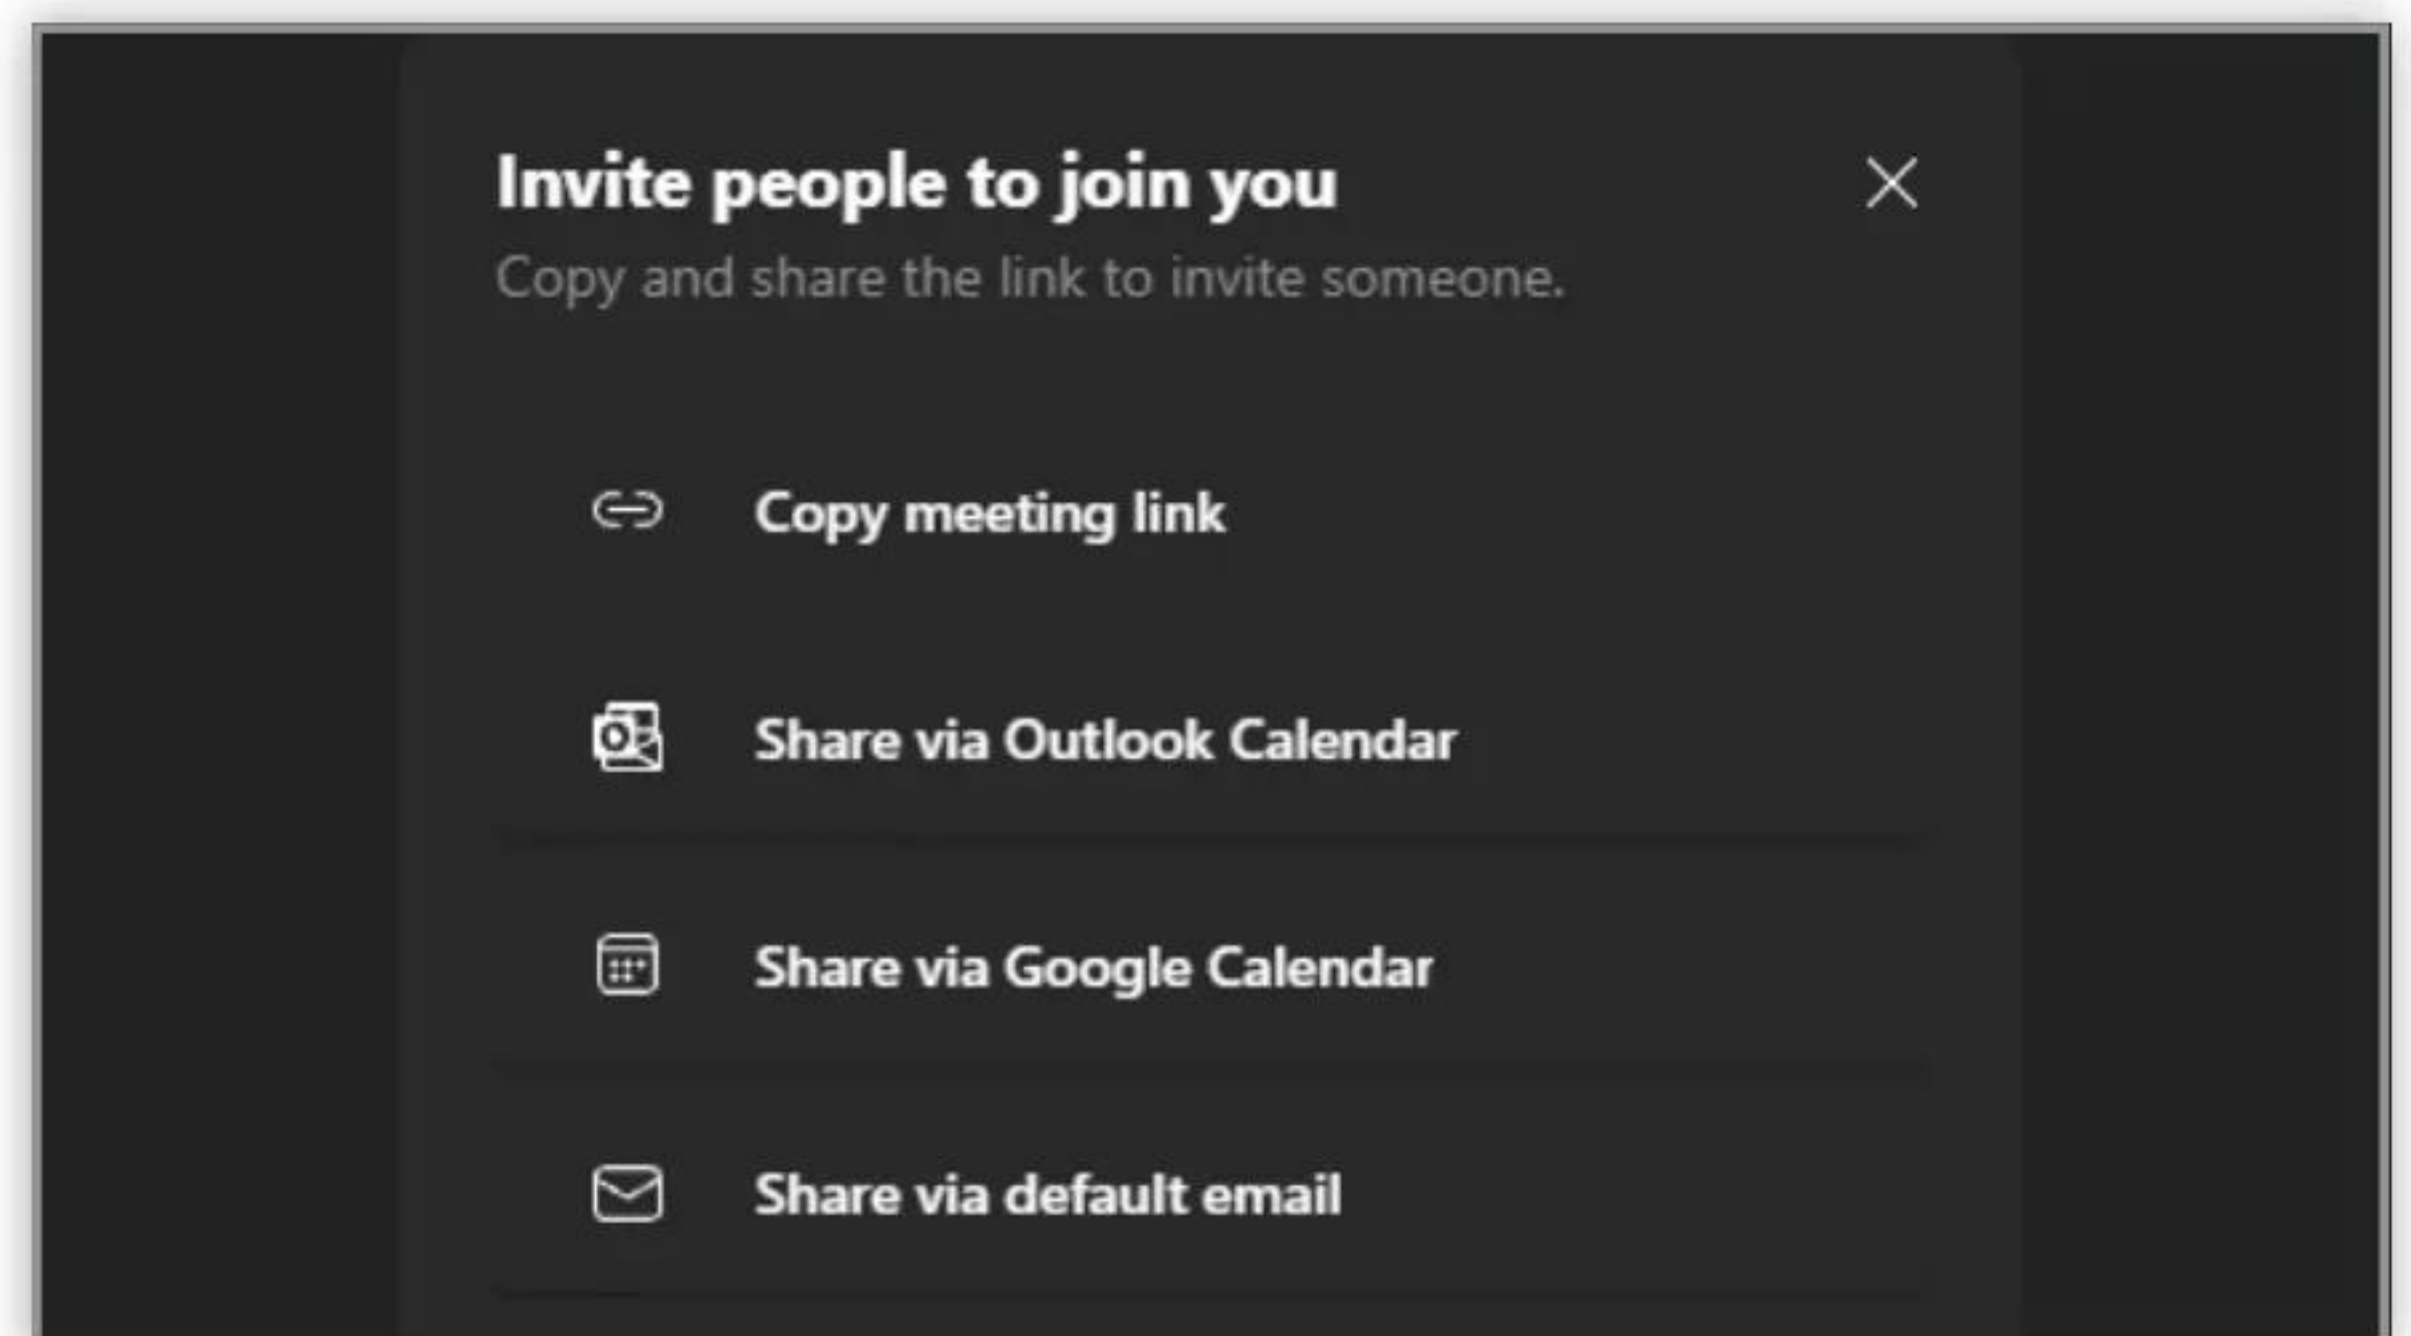 Invite people to join you
Copy and share the link to invite someone.
Copy meeting link
Share via Outlook Calendar
Share via Google Calendar
Share via default email